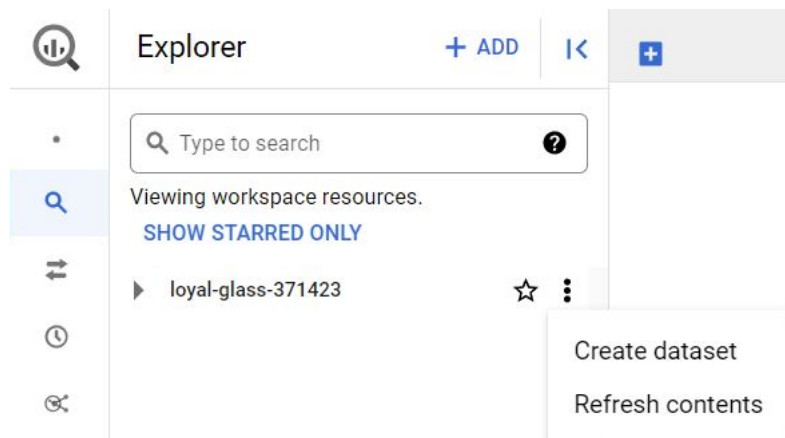 Explorer
+ ADD
Type to search
Viewing workspace resources.
SHOW STARRED ONLY
loyal-glass-371423
Create dataset
Refresh contents